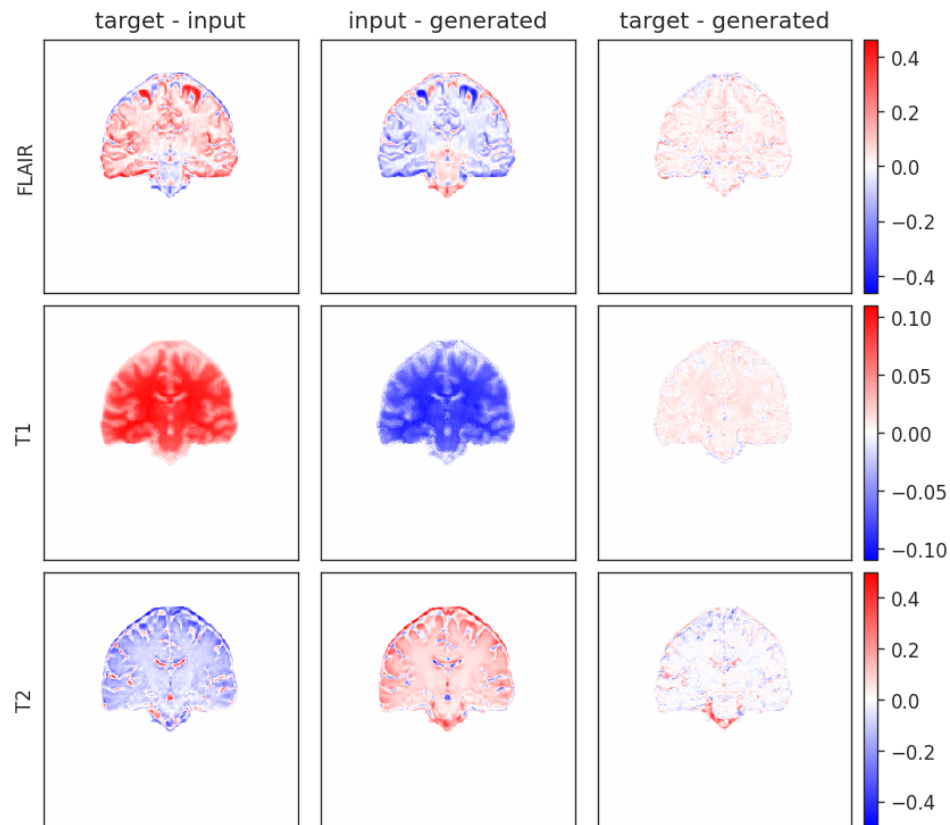 target - input
input - generated
target - generated
FLAIR
0.4
0.2
0.0
−0.2
−0.4
T1
0.10
0.05
0.00
−0.05
−0.10
T2
0.4
0.2
0.0
−0.2
−0.4